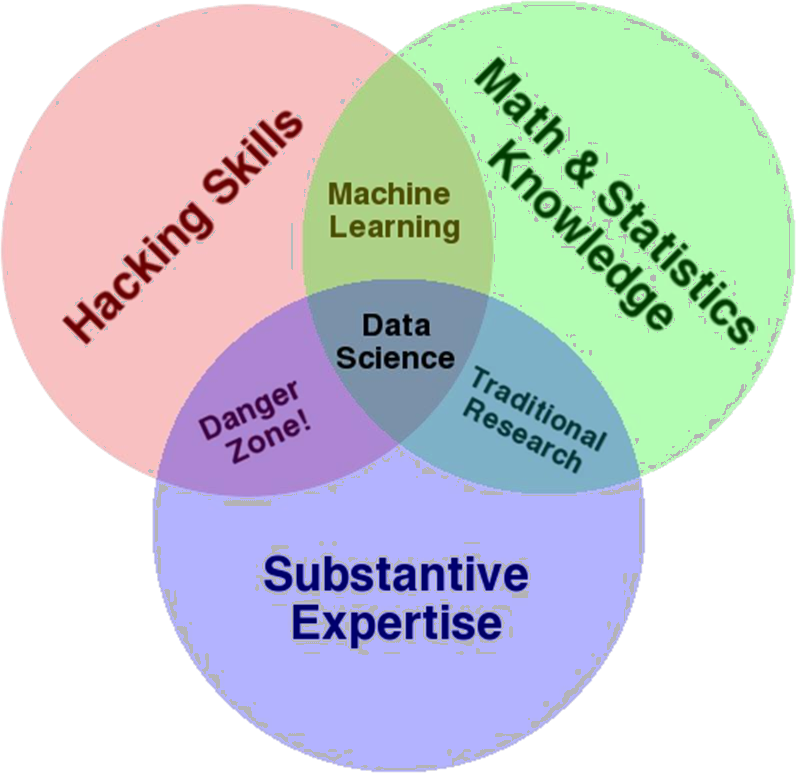 Hacking Skills
Math & Statistics
Knowledge
Machine
Learning
Data
Science
Danger
Zone!
Traditional
Research
Substantive
Expertise